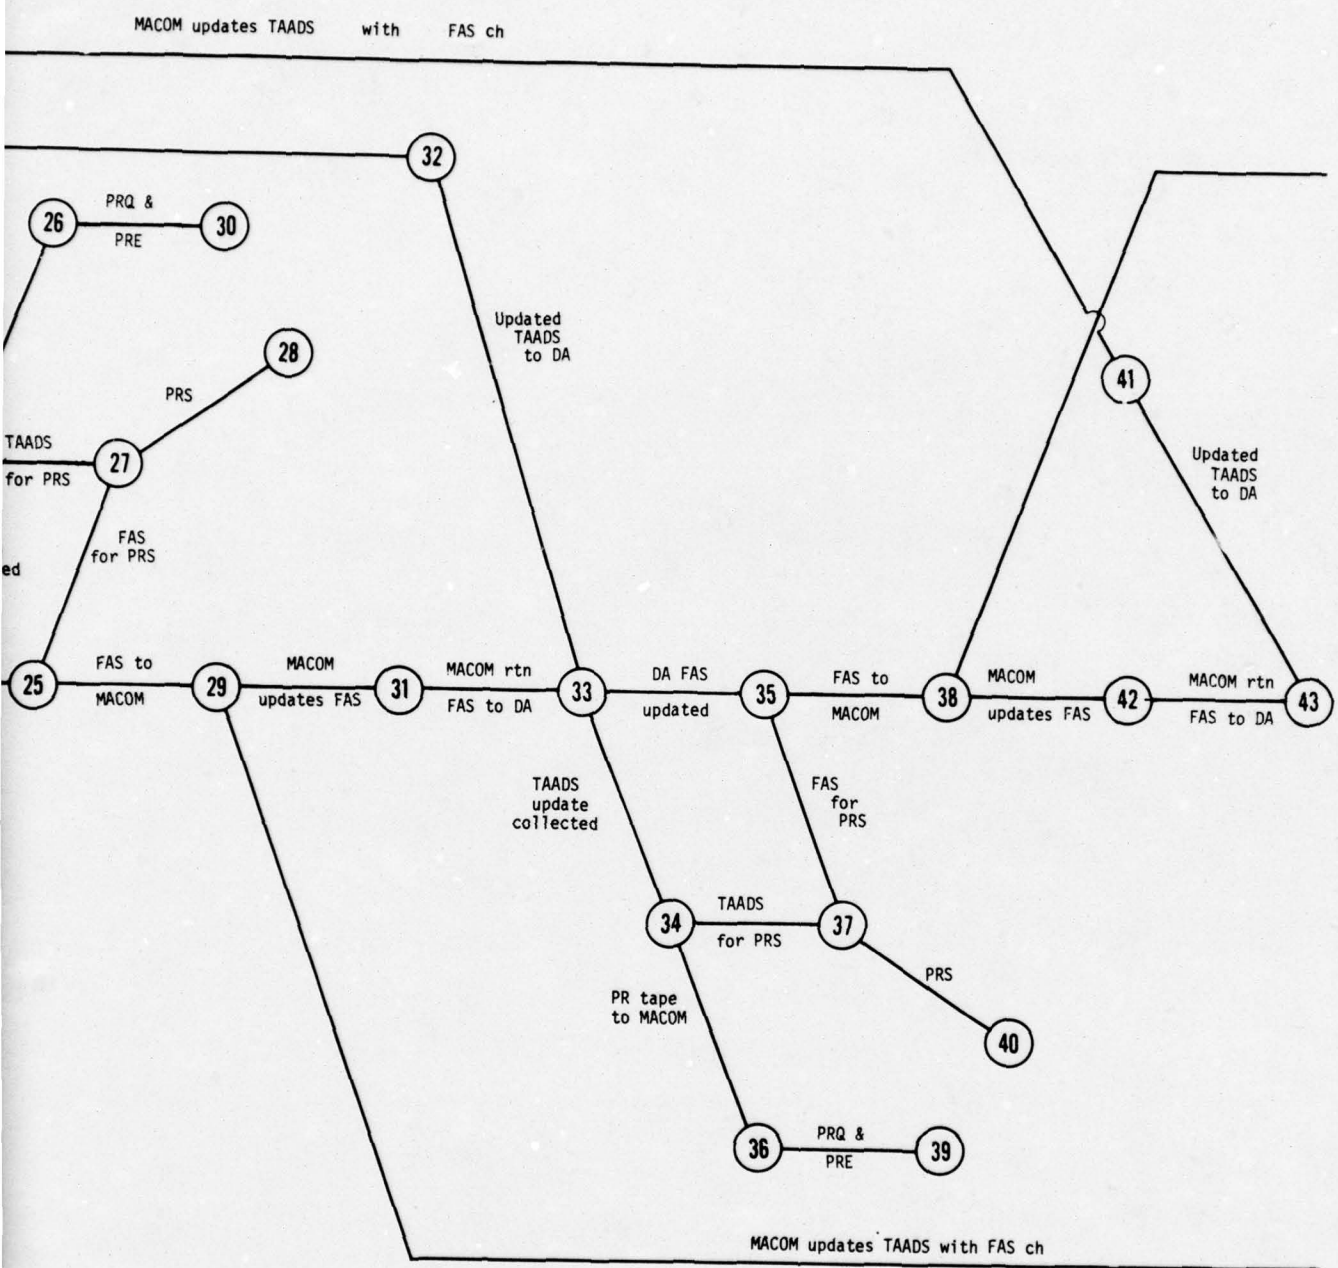 MACOM updates TAADS with FAS ch
32
26
PRQ &
PRE
30
Updated
TAADS
to DA
28
PRS
41
TAADS
for PRS
27
Updated
TAADS
to DA
FAS
for PRS
ed
25
FAS to
MACOM
29
MACOM
updates FAS
31
MACOM rtn
FAS to DA
33
DA FAS
updated
35
FAS to
MACOM
38
MACOM
updates FAS
42
MACOM rtn
FAS to DA
43
TAADS
update
collected
FAS
for
PRS
34
TAADS
for PRS
37
PRS
PR tape
to MACOM
40
36
PRQ &
PRE
39
MACOM updates TAADS with FAS ch